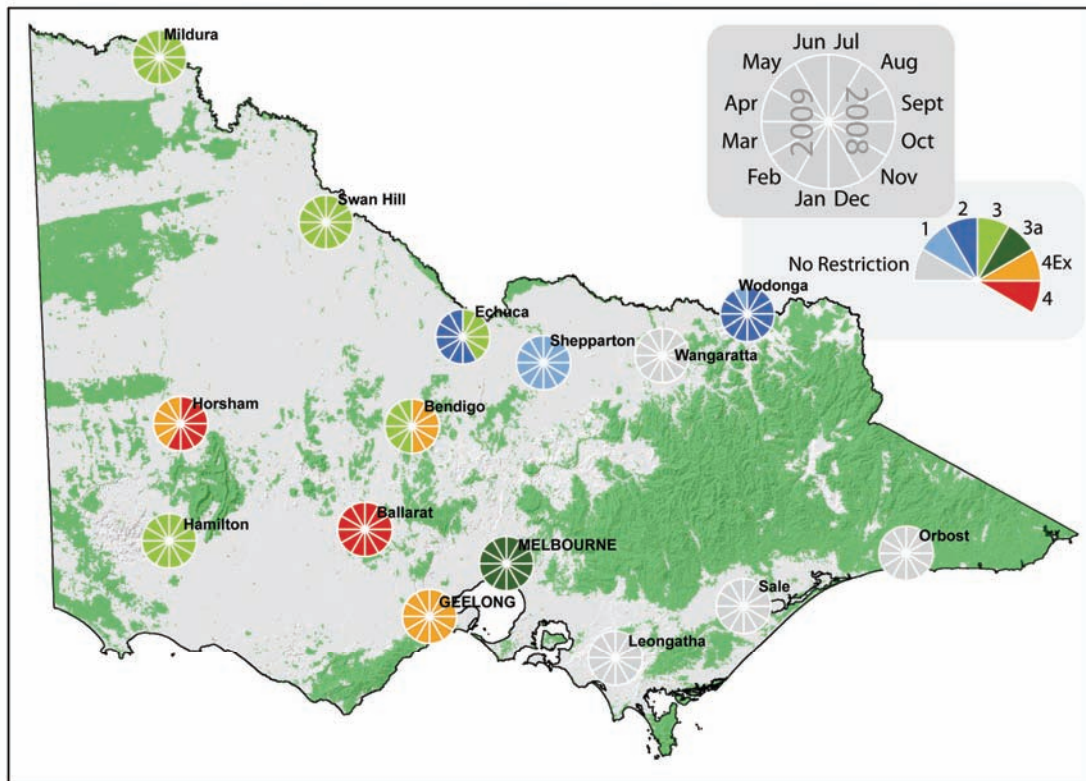 Mildura
Jun Jul
May Aug
Apr Sept
Mar Oct
Feb Nov
Jan Dec
2009 2008
Swan Hill
1 2 3 3a
No Restriction 4Ex
4
Wodonga
Echuca
Shepparton
Wangaratta
Horsham
Bendigo
Hamilton
Ballarat
MELBOURNE
Orbost
GEELONG
Sale
Leongatha